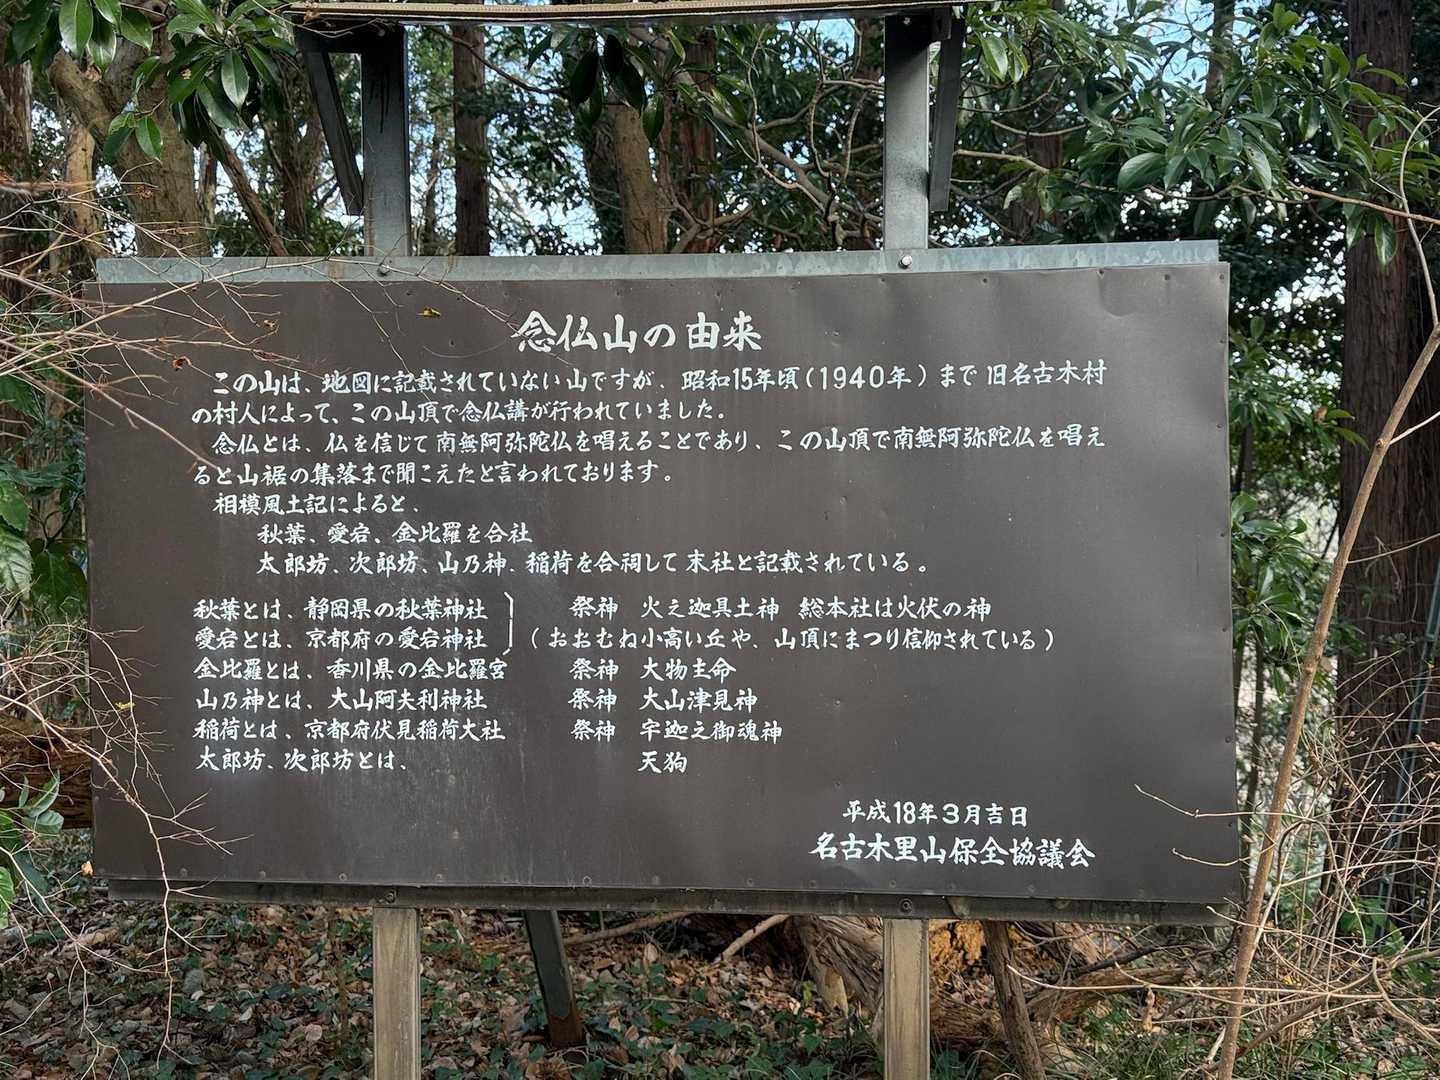 念仏山の由来
この山は、地図に記載されていない山ですが、昭和15年頃(1940年)まで旧名古木村
の村人によって、この山頂で念仏講が行われていました。
念仏とは、仏を信じて南無阿弥陀仏を唱えることであり、この山頂で南無阿弥陀仏を唱え
ると山裾の集落まで聞こえたと言われております。
相模風土記によると、
秋葉、愛宕、金比羅を合社
太郎坊、次郎坊、山乃神、稲荷を合祠して末社と記載されている。
秋葉とは、静岡県の秋葉神社 祭神 火之迦具土神 総本社は火伏の神
愛宕とは、京都府の愛宕神社 (おおむね小高い丘や、山頂にまつり信仰されている)
金比羅とは、香川県の金比羅宮 祭神 大物主命
山乃神とは、大山阿夫利神社 祭神 大山津見神
稲荷とは、京都府伏見稲荷大社 祭神 宇迦之御魂神
太郎坊、次郎坊とは、 天狗
平成18年3月吉日
名古木里山保全協議会